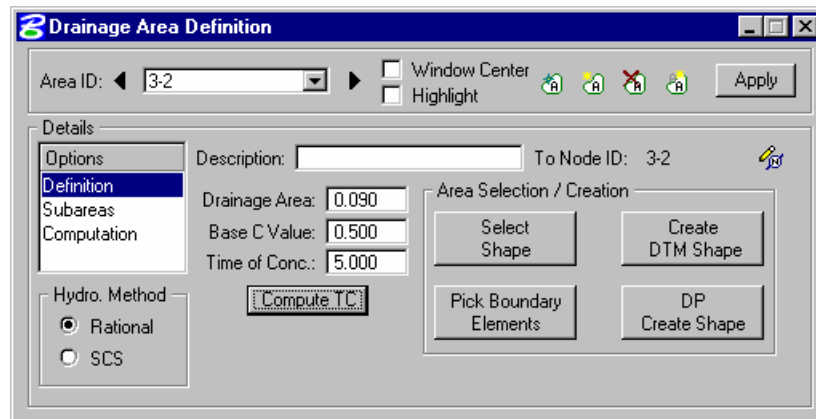 Drainage Area Definition
Area ID: 3-2
Window Center
Highlight
Apply
Details
Options
Definition
Subareas
Computation
Description:
To Node ID: 3-2
Drainage Area: 0.090
Base C Value: 0.500
Time of Conc.: 5.000
Compute TC
Area Selection / Creation
Select
Shape
Create
DTM Shape
Pick Boundary
Elements
DP
Create Shape
Hydro. Method
Rational
SCS